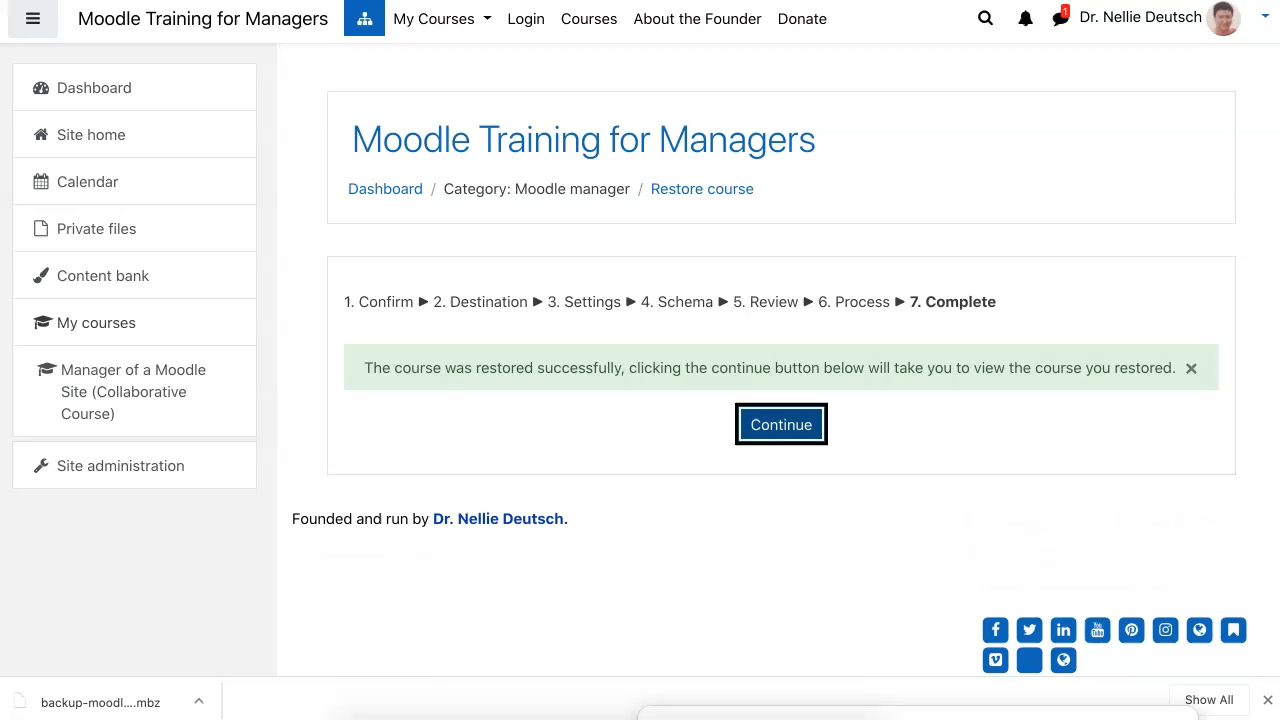 Moodle Training for Managers My Courses Login Courses About the Founder Donate 1 Dr. Nellie Deutsch
Dashboard
Site home
Calendar
Private files
Content bank
My courses
Manager of a Moodle
Site (Collaborative
Course)
Site administration
Moodle Training for Managers
Dashboard / Category: Moodle manager / Restore course
1. Confirm ► 2. Destination ► 3. Settings ► 4. Schema ► 5. Review ► 6. Process ► 7. Complete
The course was restored successfully, clicking the continue button below will take you to view the course you restored. ×
Continue
Founded and run by Dr. Nellie Deutsch.
backup-moodl....mbz
Show All